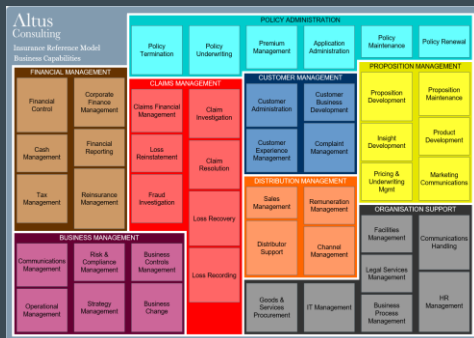 Altus
Consulting
Insurance Reference Model
Business Capabilities
POLICY ADMINISTRATION
Policy
Termination
Policy
Underwriting
Premium
Management
Application
Administration
Policy
Maintenance
Policy Renewal
FINANCIAL MANAGEMENT
Financial
Control
Corporate
Finance
Management
Cash
Management
Financial
Reporting
Tax
Management
Reinsurance
Management
CLAIMS MANAGEMENT
Claims Financial
Management
Claim
Investigation
Loss
Reinstatement
Claim
Resolution
Fraud
Investigation
Loss Recovery
Loss Recording
CUSTOMER MANAGEMENT
Customer
Administration
Customer
Business
Development
Customer
Experience
Management
Complaint
Management
PROPOSITION MANAGEMENT
Proposition
Development
Proposition
Maintenance
Insight
Development
Product
Development
Pricing &
Underwriting
Mgmt
Marketing
Communications
DISTRIBUTION MANAGEMENT
Sales
Management
Remuneration
Management
Distributor
Support
Channel
Management
BUSINESS MANAGEMENT
Communications
Management
Risk &
Compliance
Management
Business
Controls
Management
Operational
Management
Strategy
Management
Business
Change
ORGANISATION SUPPORT
Facilities
Management
Communications
Handling
Legal Services
Management
Goods &
Services
Procurement
IT Management
Business
Process
Management
HR
Management